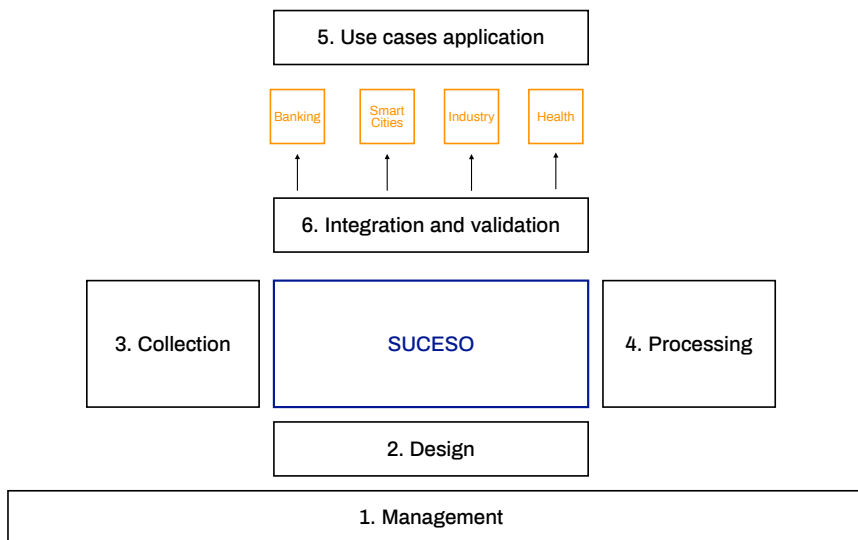 5. Use cases application
Banking
Smart
Cities
Industry
Health
6. Integration and validation
3. Collection
SUCESO
4. Processing
2. Design
1. Management